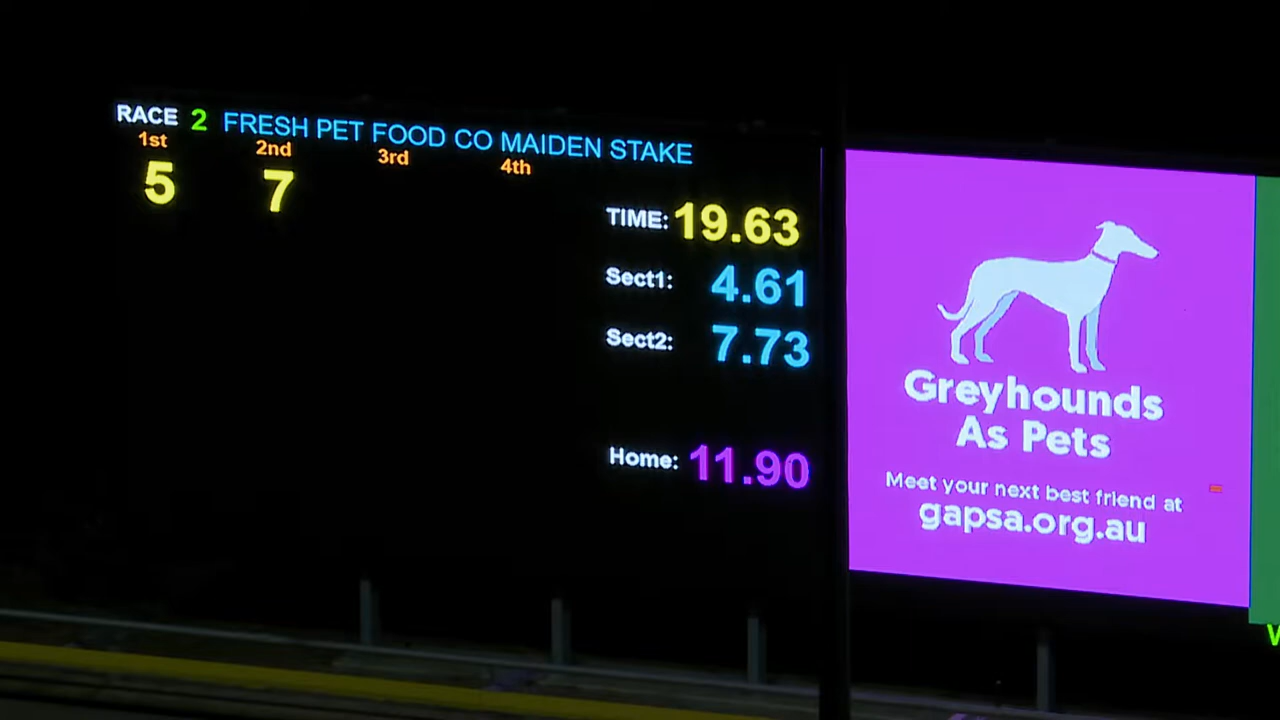 RACE 2 FRESH PET FOOD CO MAIDEN STAKE
1st 2nd 3rd 4th
5 7
TIME: 19.63
Sect1: 4.61
Sect2: 7.73
Home: 11.90
Greyhounds
As Pets
Meet your next best friend at
gapsa.org.au